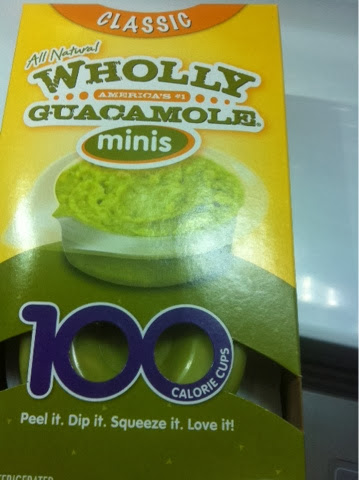 CLASSIC
All Natural
WHOLLY
AMERICA'S #1
GUACAMOLE
minis
100
CALORIE CUPS
Peel it. Dip it. Squeeze it. Love it!